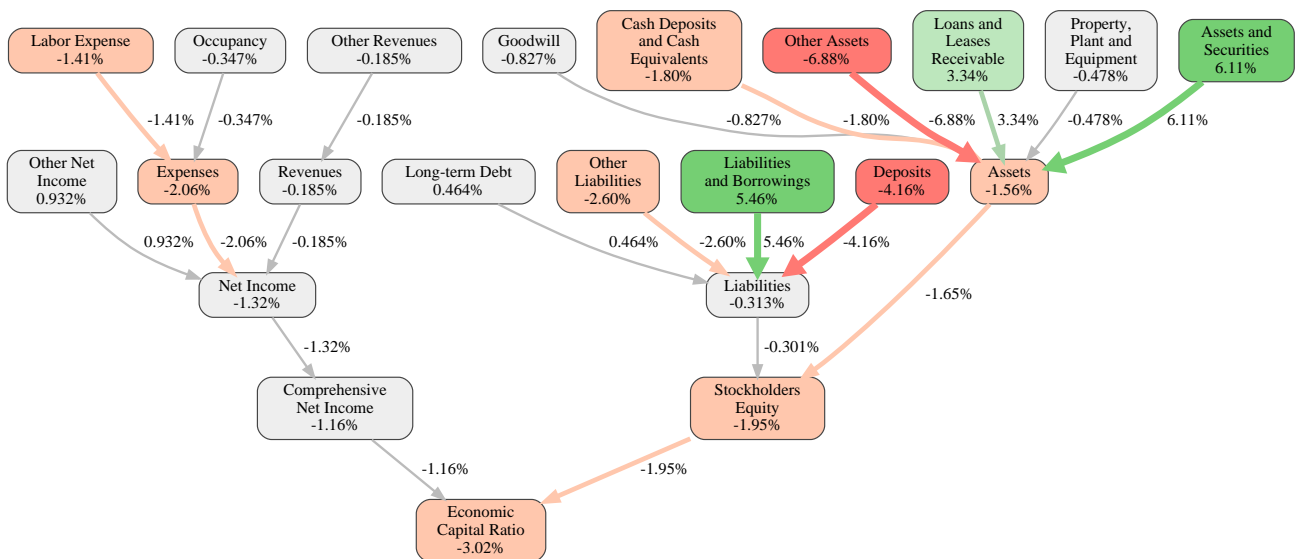 Labor Expense
-1.41%
Occupancy
-0.347%
Other Revenues
-0.185%
Goodwill
-0.827%
Cash Deposits
and Cash
Equivalents
-1.80%
Other Assets
-6.88%
Loans and
Leases
Receivable
3.34%
Property,
Plant and
Equipment
-0.478%
Assets and
Securities
6.11%
-1.41%
-0.347%
-0.185%
-0.827%
-1.80%
-6.88%
3.34%
-0.478%
6.11%
Other Net
Income
0.932%
Expenses
-2.06%
Revenues
-0.185%
Long-term Debt
0.464%
Other
Liabilities
-2.60%
Liabilities
and Borrowings
5.46%
Deposits
-4.16%
Assets
-1.56%
0.932%
-2.06%
-0.185%
0.464%
-2.60%
5.46%
-4.16%
Net Income
-1.32%
Liabilities
-0.313%
-1.65%
-1.32%
-0.301%
Comprehensive
Net Income
-1.16%
Stockholders
Equity
-1.95%
-1.16%
-1.95%
Economic
Capital Ratio
-3.02%